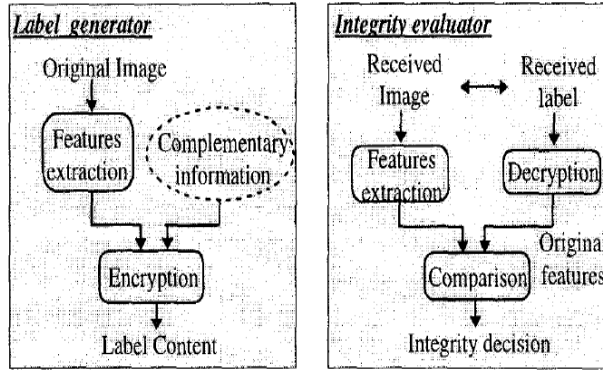 Label generator
Original Image
Features
extraction
Complementary
information
Encryption
Label Content
Integrity evaluator
Received
Image
Received
label
Features
extraction
Decryption
Original
features
Comparison
Integrity decision